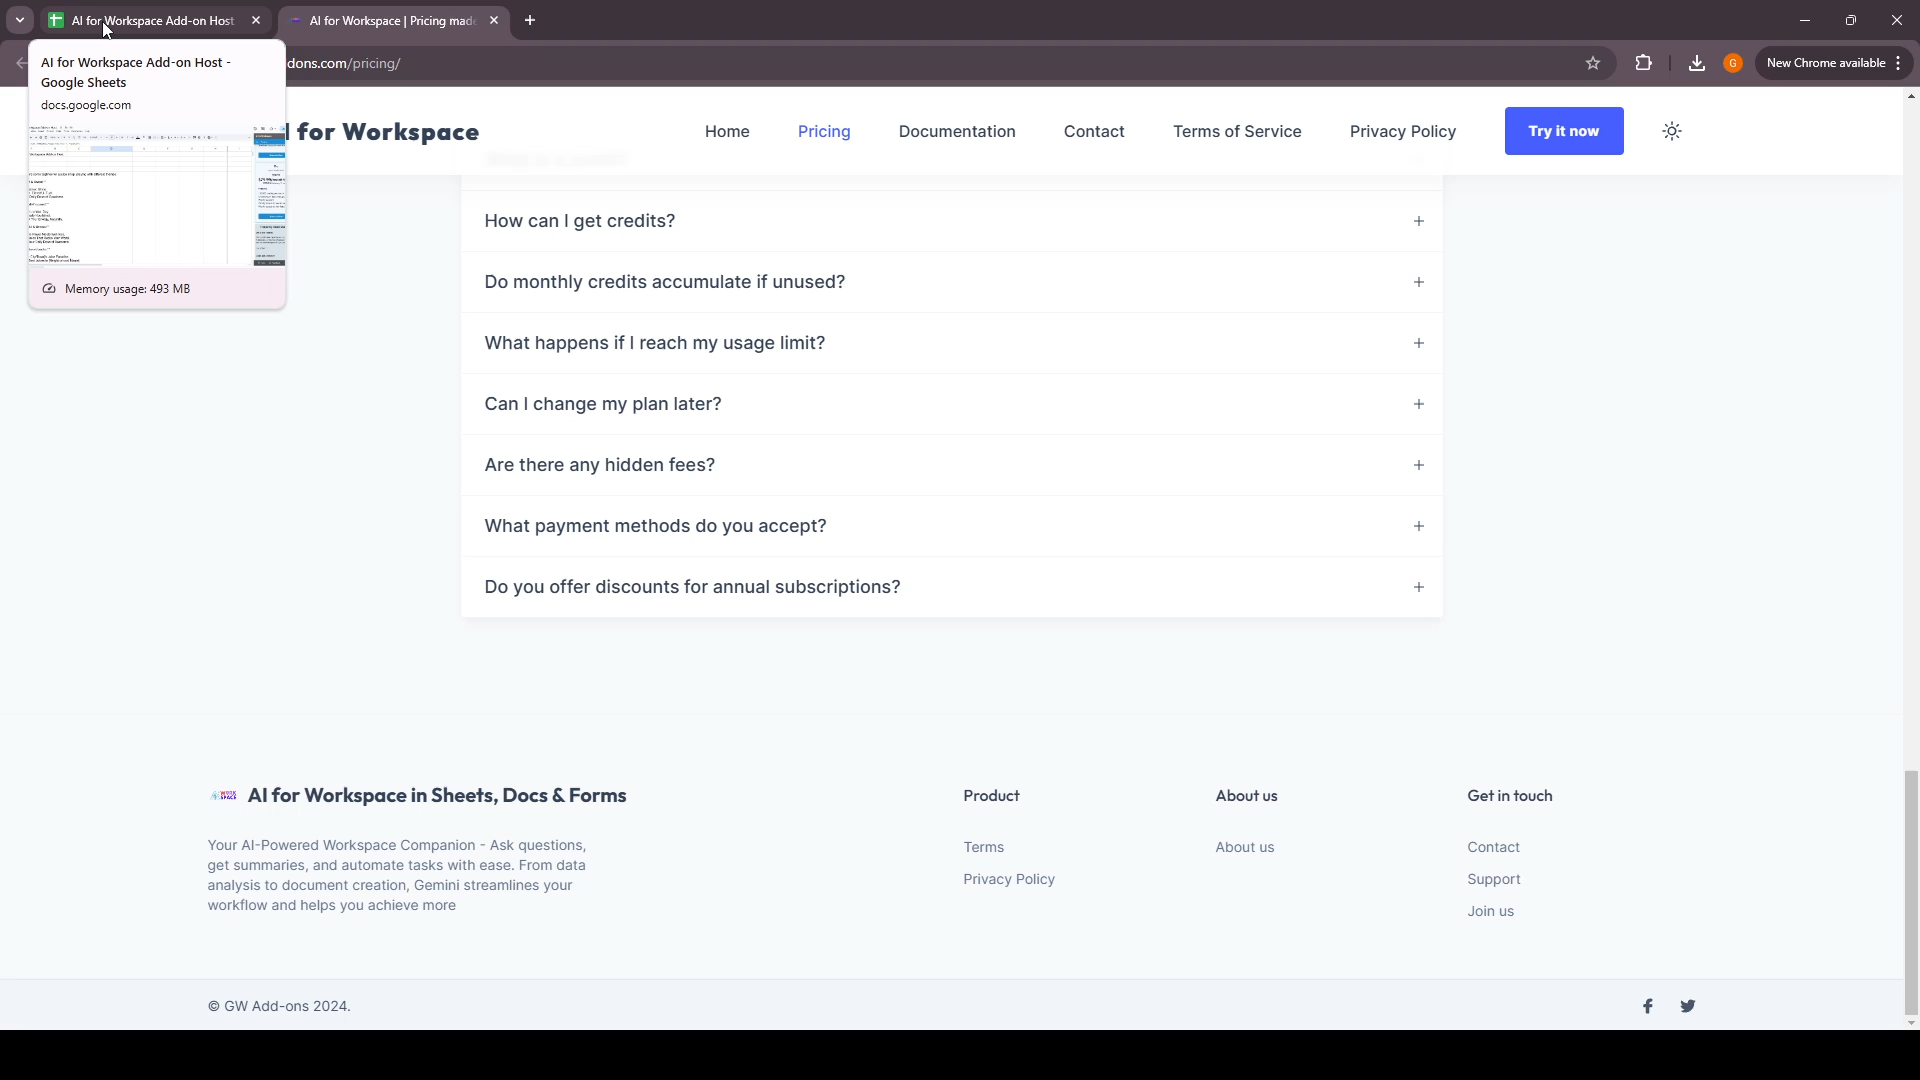 AI for Workspace Add-on Host
AI for Workspace | Pricing made
dons.com/pricing/
New Chrome available
AI for Workspace Add-on Host -
Google Sheets
docs.google.com
Memory usage: 493 MB
for Workspace
Home
Pricing
Documentation
Contact
Terms of Service
Privacy Policy
Try it now
How can I get credits?
Do monthly credits accumulate if unused?
What happens if I reach my usage limit?
Can I change my plan later?
Are there any hidden fees?
What payment methods do you accept?
Do you offer discounts for annual subscriptions?
AI for Workspace in Sheets, Docs & Forms
Your AI-Powered Workspace Companion - Ask questions,
get summaries, and automate tasks with ease. From data
analysis to document creation, Gemini streamlines your
workflow and helps you achieve more
Product
Terms
Privacy Policy
About us
About us
Get in touch
Contact
Support
Join us
© GW Add-ons 2024.